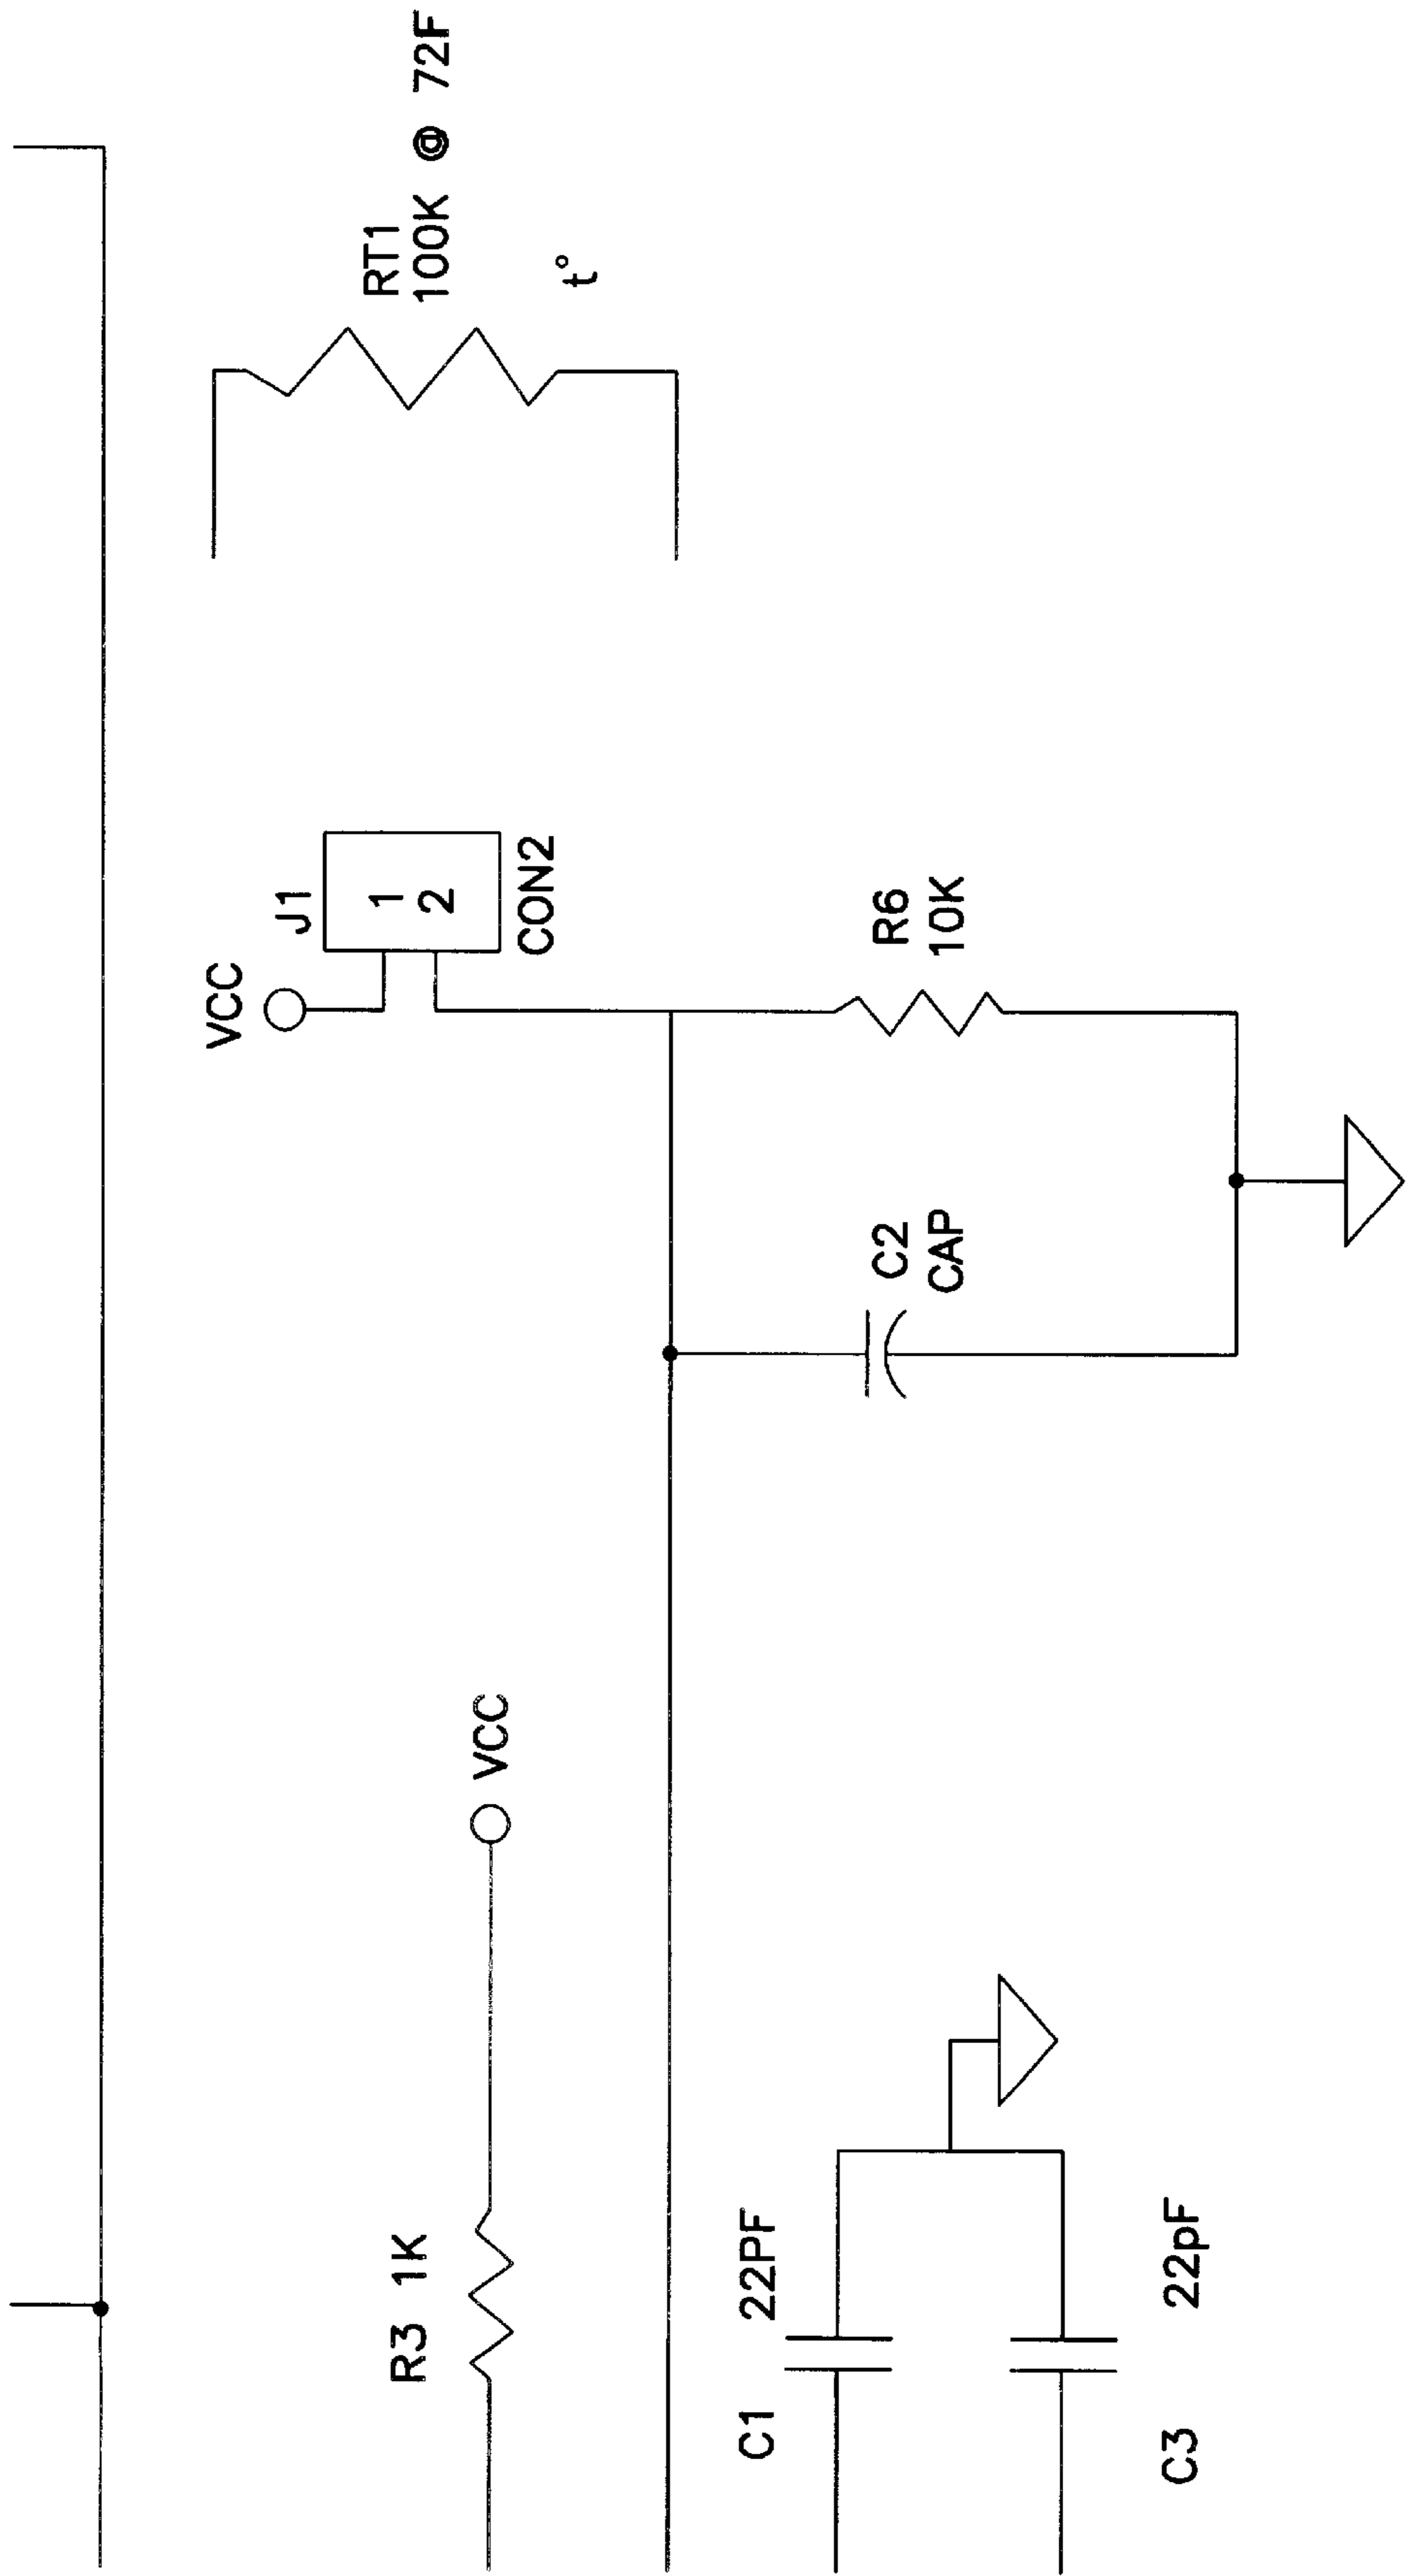 RT1
100K @ 72F
t°
VCC
J1
1
2
CON2
R6
10K
C2
CAP
VCC
R3 1K
C1 22PF
C3 22pF